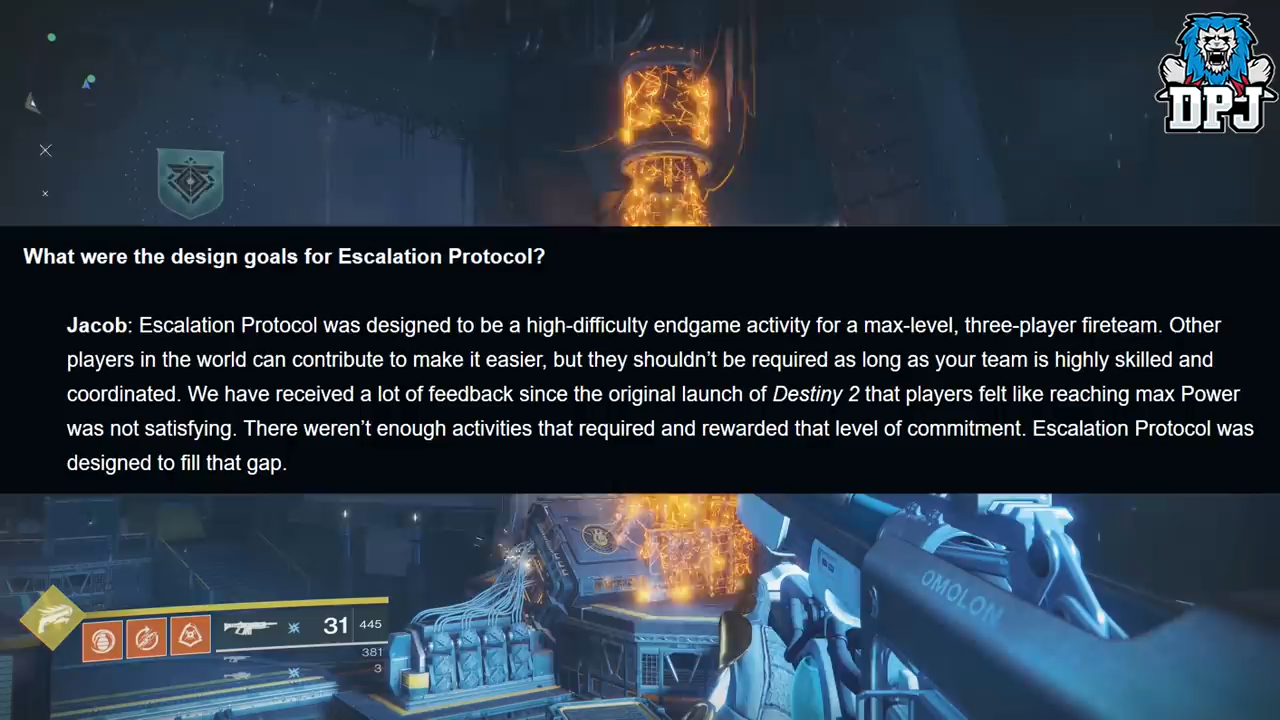 DPJ
What were the design goals for Escalation Protocol?
Jacob: Escalation Protocol was designed to be a high-difficulty endgame activity for a max-level, three-player fireteam. Other
players in the world can contribute to make it easier, but they shouldn't be required as long as your team is highly skilled and
coordinated. We have received a lot of feedback since the original launch of Destiny 2 that players felt like reaching max Power
was not satisfying. There weren't enough activities that required and rewarded that level of commitment. Escalation Protocol was
designed to fill that gap.
OMOLON
31 445
381
3